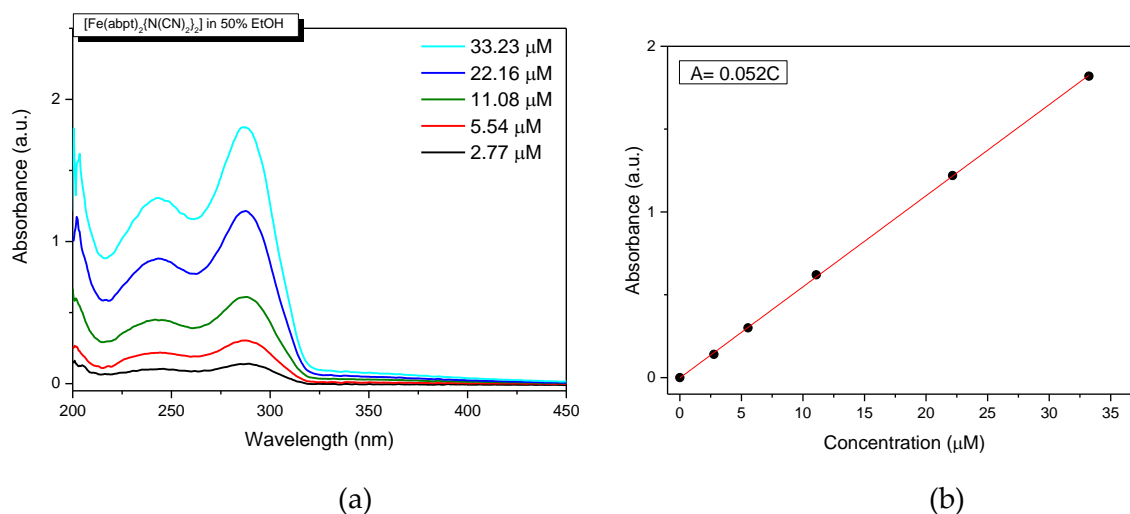 [Fe(abpt)₂{N(CN)₂}₂] in 50% EtOH
33.23 μM
22.16 μM
11.08 μM
5.54 μM
2.77 μM
2
1
0
Absorbance (a.u.)
200 250 300 350 400 450
Wavelength (nm)
(a)
A= 0.052C
2
1
0
Absorbance (a.u.)
0 5 10 15 20 25 30 35
Concentration (μM)
(b)